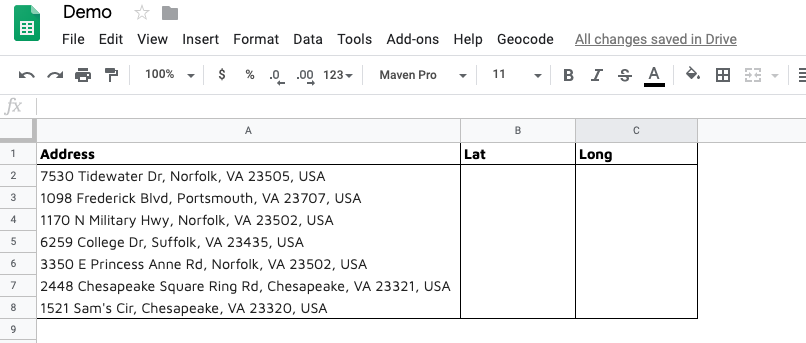 Demo
File Edit View Insert Format Data Tools Add-ons Help Geocode All changes saved in Drive
100% $ % .0 .00 123 Maven Pro 11 B I S A
fx
A B C
1 Address Lat Long
2 7530 Tidewater Dr, Norfolk, VA 23505, USA
3 1098 Frederick Blvd, Portsmouth, VA 23707, USA
4 1170 N Military Hwy, Norfolk, VA 23502, USA
5 6259 College Dr, Suffolk, VA 23435, USA
6 3350 E Princess Anne Rd, Norfolk, VA 23502, USA
7 2448 Chesapeake Square Ring Rd, Chesapeake, VA 23321, USA
8 1521 Sam's Cir, Chesapeake, VA 23320, USA
9